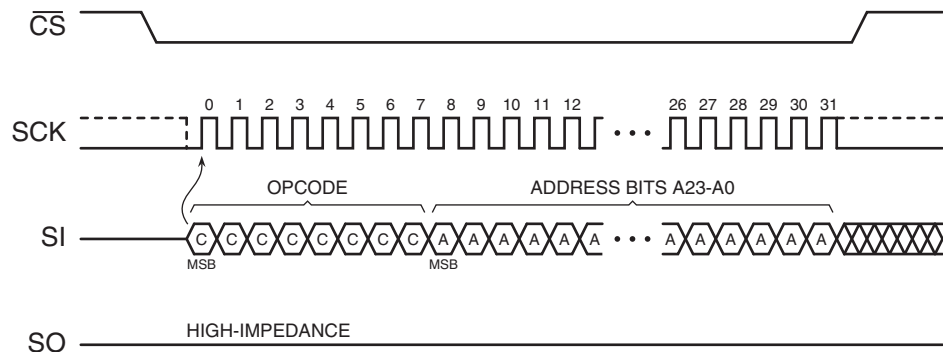 CS
0 1 2 3 4 5 6 7 8 9 10 11 12 26 27 28 29 30 31
SCK
OPCODE ADDRESS BITS A23-A0
SI C C C C C C C C A A A A A A A A A A A A
MSB MSB
HIGH-IMPEDANCE
SO